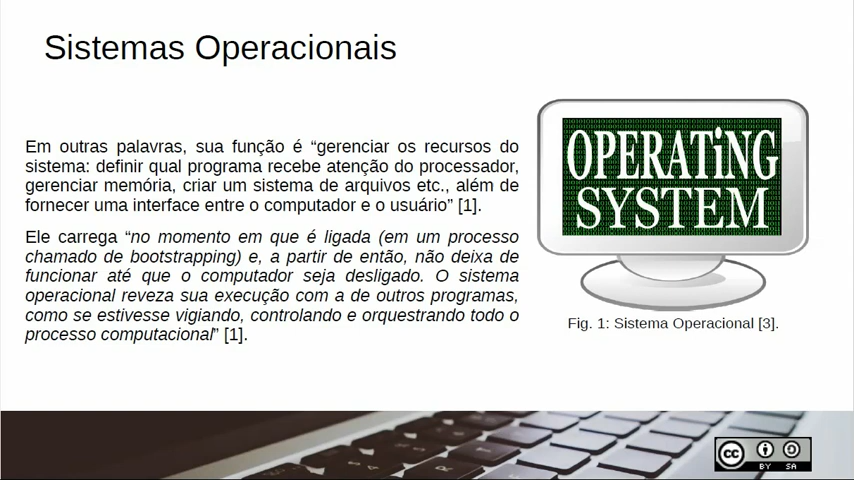 Sistemas Operacionais
Em outras palavras, sua função é “gerenciar os recursos do
sistema: definir qual programa recebe atenção do processador,
gerenciar memória, criar um sistema de arquivos etc., além de
fornecer uma interface entre o computador e o usuário” [1].
Ele carrega “no momento em que é ligada (em um processo
chamado de bootstrapping) e, a partir de então, não deixa de
funcionar até que o computador seja desligado. O sistema
operacional reveza sua execução com a de outros programas,
como se estivesse vigiando, controlando e orquestrando todo o
processo computacional” [1].
OPERATiNG
SYSTEM
Fig. 1: Sistema Operacional [3].
cc
BY SA